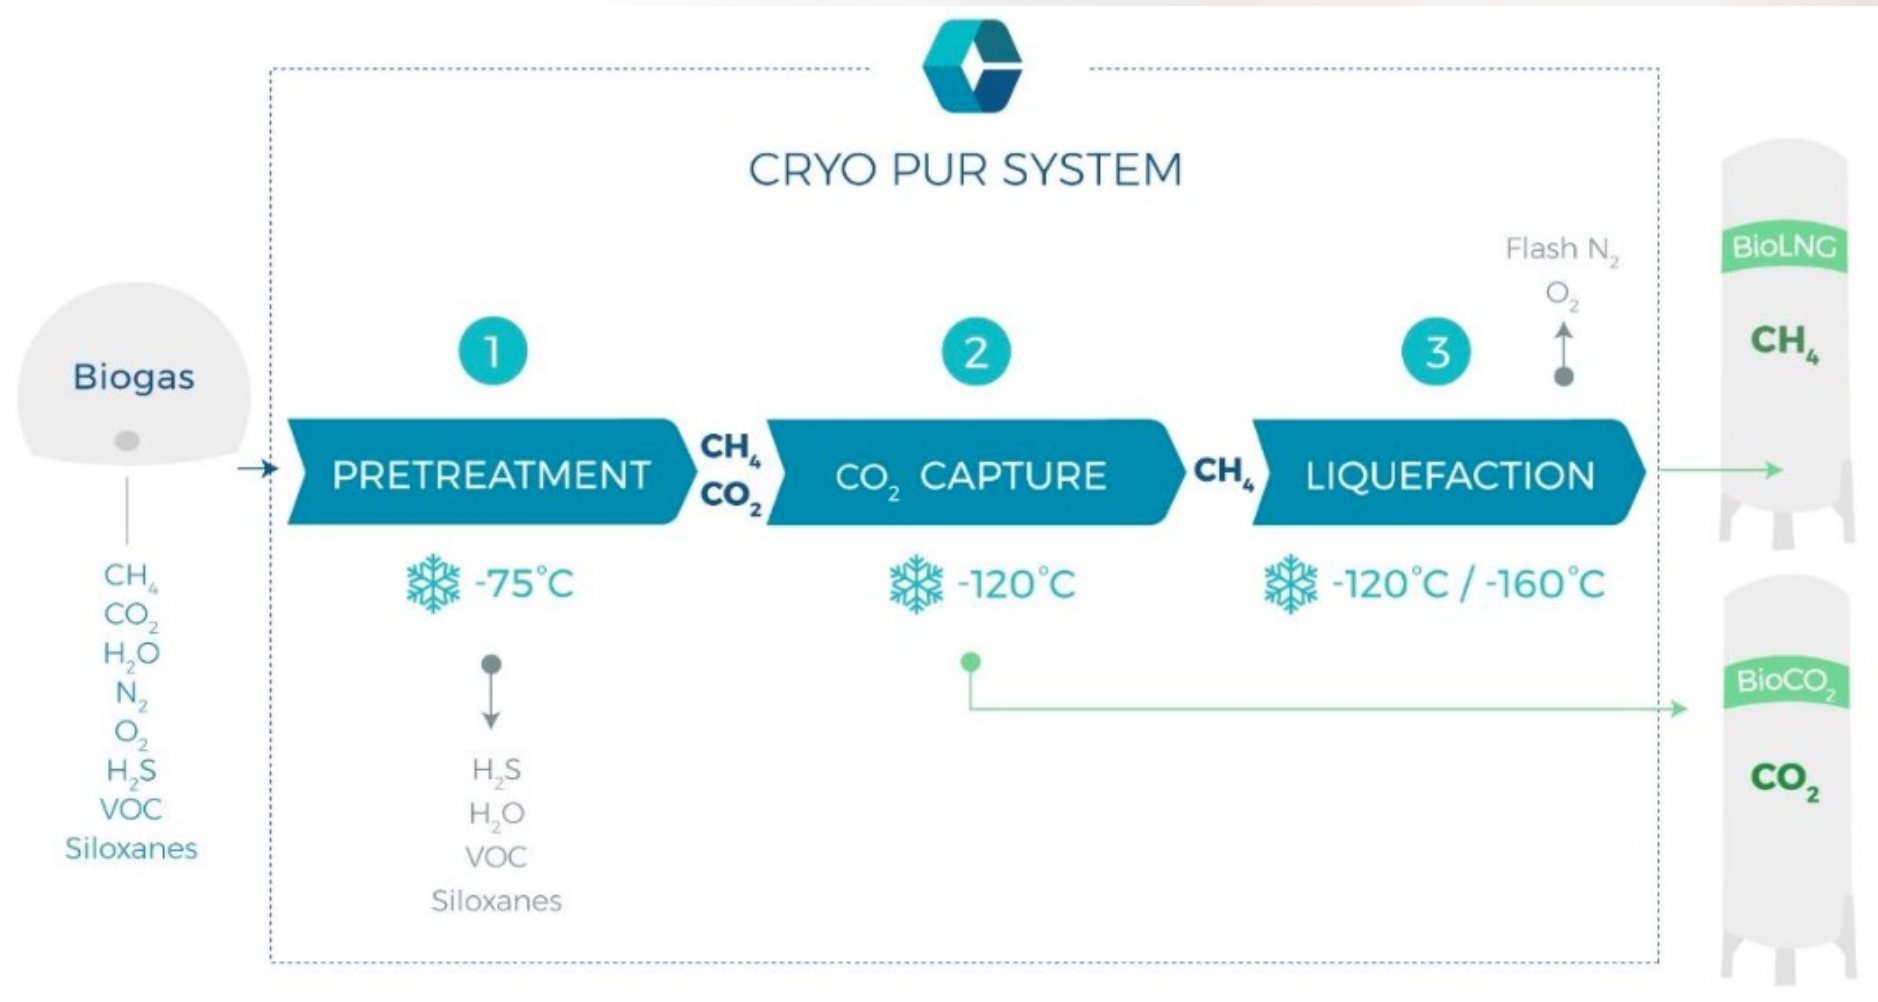 CRYO PUR SYSTEM
Biogas
CH₄
CO₂
H₂O
N₂
O₂
H₂S
VOC
Siloxanes
1
PRETREATMENT
-75°C
H₂S
H₂O
VOC
Siloxanes
CH₄
CO₂
2
CO₂ CAPTURE
-120°C
CH₄
3
LIQUEFACTION
-120°C / -160°C
Flash N₂
O₂
BioLNG
CH₄
BioCO₂
CO₂